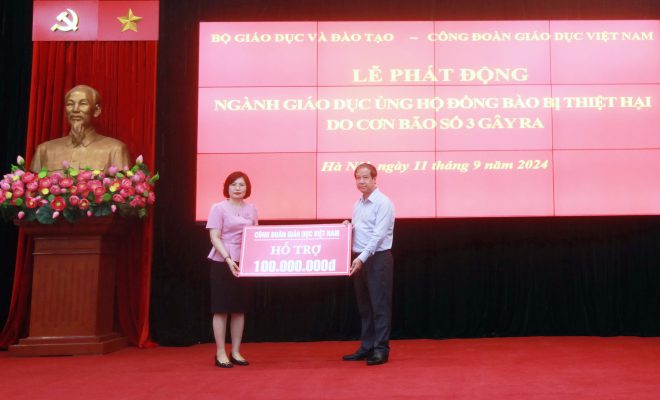 BỘ GIÁO DỤC VÀ ĐÀO TẠO – CÔNG ĐOÀN GIÁO DỤC VIỆT NAM
LỄ PHÁT ĐỘNG
NGÀNH GIÁO DỤC ỦNG HỘ ĐỒNG BÀO BỊ THIỆT HẠI
DO CƠN BÃO SỐ 3 GÂY RA
Hà Nội, ngày 11 tháng 9 năm 2024
CÔNG ĐOÀN GIÁO DỤC VIỆT NAM
HỖ TRỢ
100.000.000đ